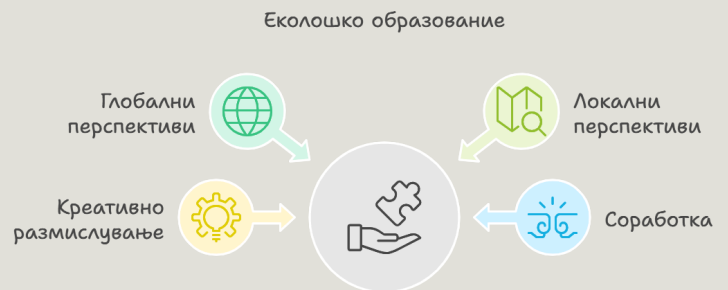 Еколошко образование
Глобални
перспективи
Локални
перспективи
Креативно
размислување
Соработка